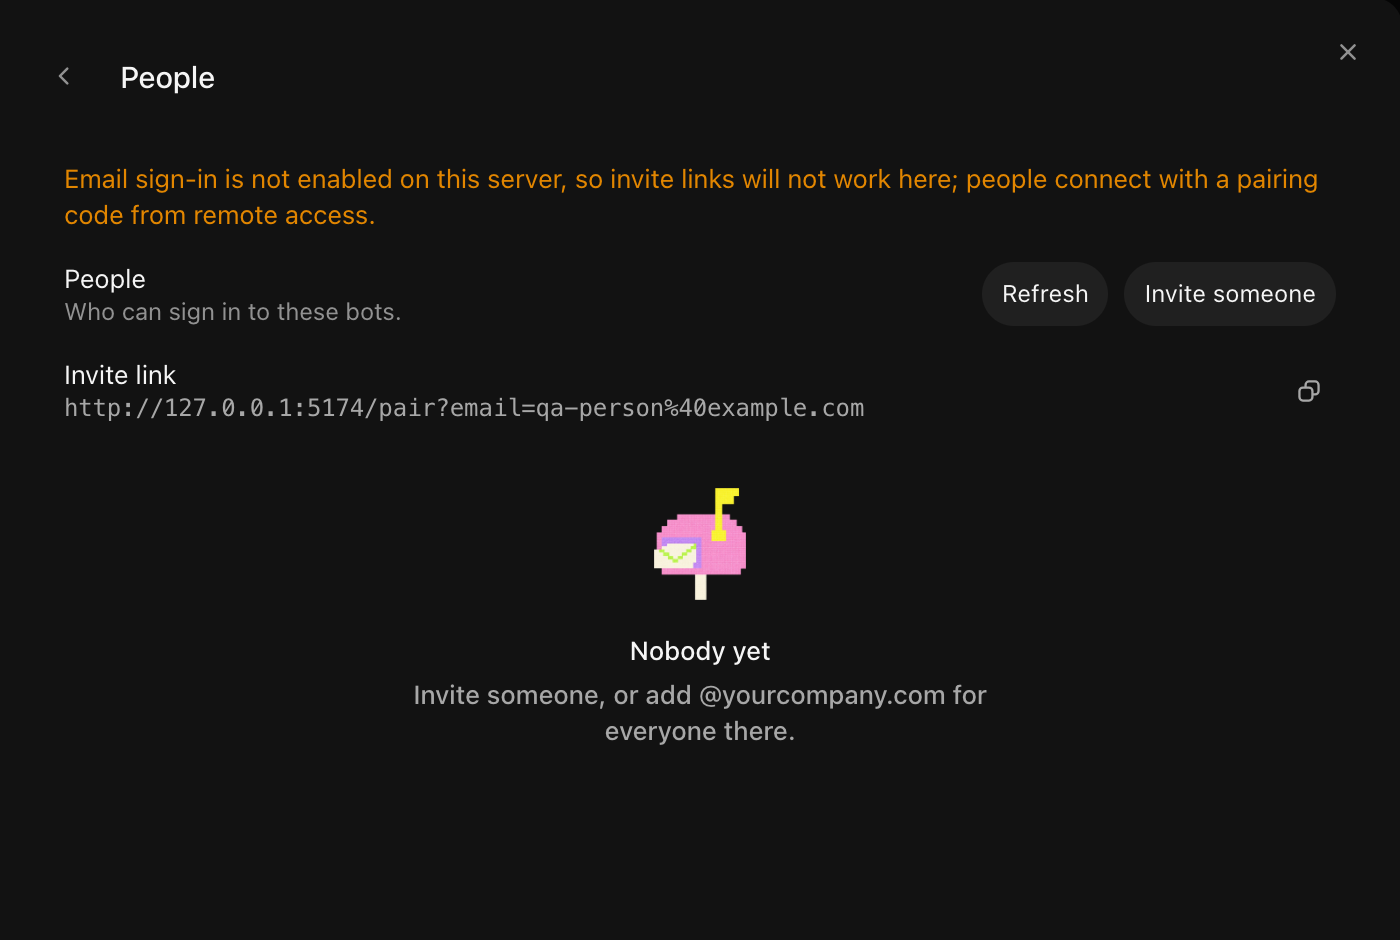 People
Email sign-in is not enabled on this server, so invite links will not work here; people connect with a pairing
code from remote access.
People
Who can sign in to these bots.
Refresh
Invite someone
Invite link
http://127.0.0.1:5174/pair?email=qa-person%40example.com
Nobody yet
Invite someone, or add @yourcompany.com for
everyone there.